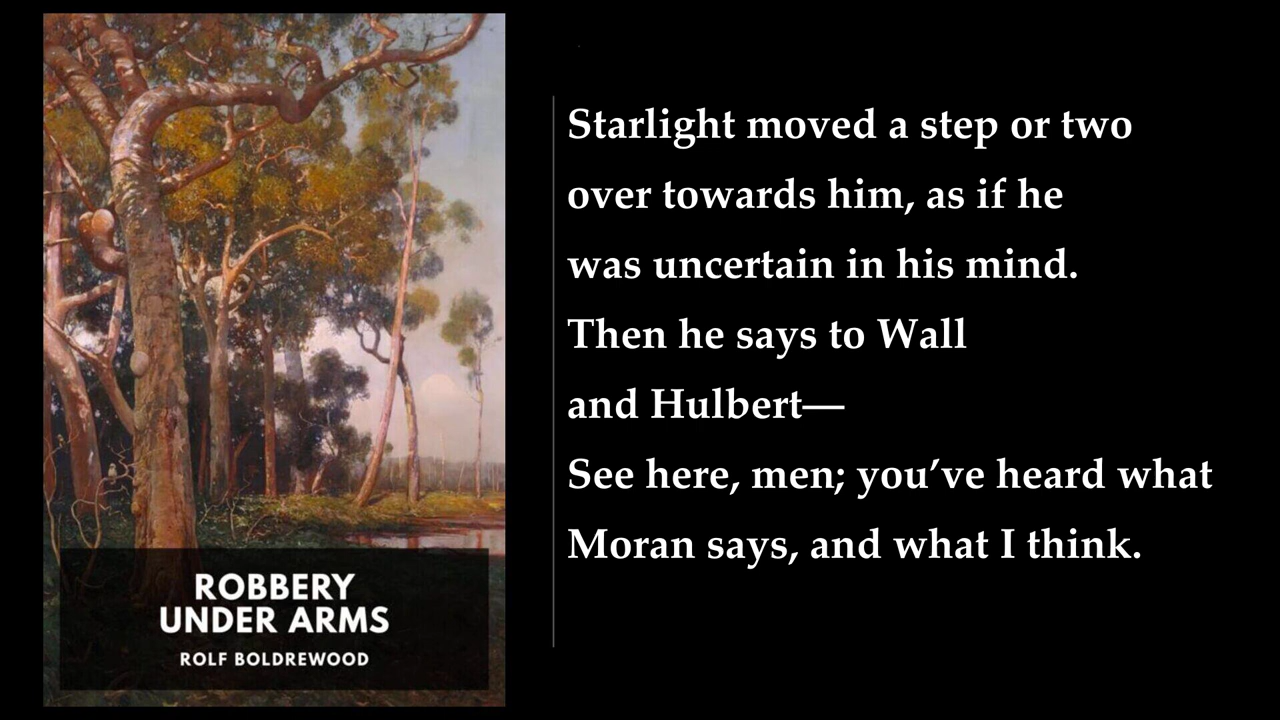 ROBBERY
UNDER ARMS
ROLF BOLDREWOOD
Starlight moved a step or two
over towards him, as if he
was uncertain in his mind.
Then he says to Wall
and Hulbert—
See here, men; you’ve heard what
Moran says, and what I think.